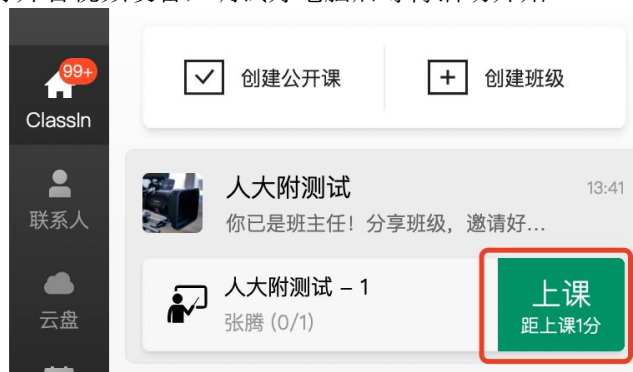 99+
ClassIn
联系人
云盘
创建公开课
创建班级
人大附测试
13:41
你已是班主任！分享班级，邀请好...
人大附测试 – 1
张腾 (0/1)
上课
距上课1分